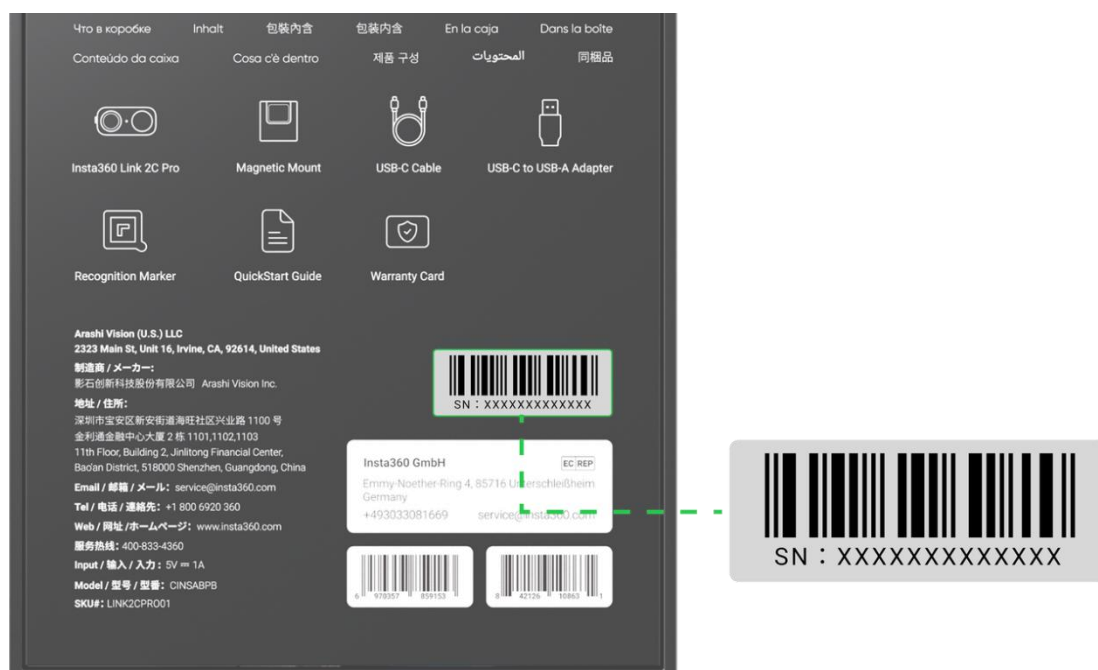 Что в коробке Inhalt 包裝內含 包装内含 En la caja Dans la boîte
Conteúdo da caixa Cosa c'è dentro 제품 구성 المحتويات 同梱品
Insta360 Link 2C Pro Magnetic Mount USB-C Cable USB-C to USB-A Adapter
Recognition Marker QuickStart Guide Warranty Card
Arashi Vision (U.S.) LLC
2323 Main St, Unit 16, Irvine, CA, 92614, United States
制造商 / メーカー:
影石创新科技股份有限公司 Arashi Vision Inc.
地址 / 住所:
深圳市宝安区新安街道海旺社区兴业路 1100 号
金利通金融中心大厦 2 栋 1101,1102,1103
11th Floor, Building 2, Jinlitong Financial Center,
Bao'an District, 518000 Shenzhen, Guangdong, China
Email / 邮箱 / メール: service@insta360.com
Tel / 电话 / 連絡先: +1 800 6920 360
Web / 网址 /ホームページ: www.insta360.com
服务热线: 400-833-4360
Input / 输入 / 入力 : 5V ⎓ 1A
Model / 型号 / 型番: CINSABPB
SKU#: LINK2CPRO01
SN : XXXXXXXXXXXXX
Insta360 GmbH EC REP
Emmy-Noether-Ring 4, 85716 Unterschleißheim
Germany
+493033081669 service@insta360.com
6 970357 859153
8 42126 10863 1
SN : XXXXXXXXXXXXX